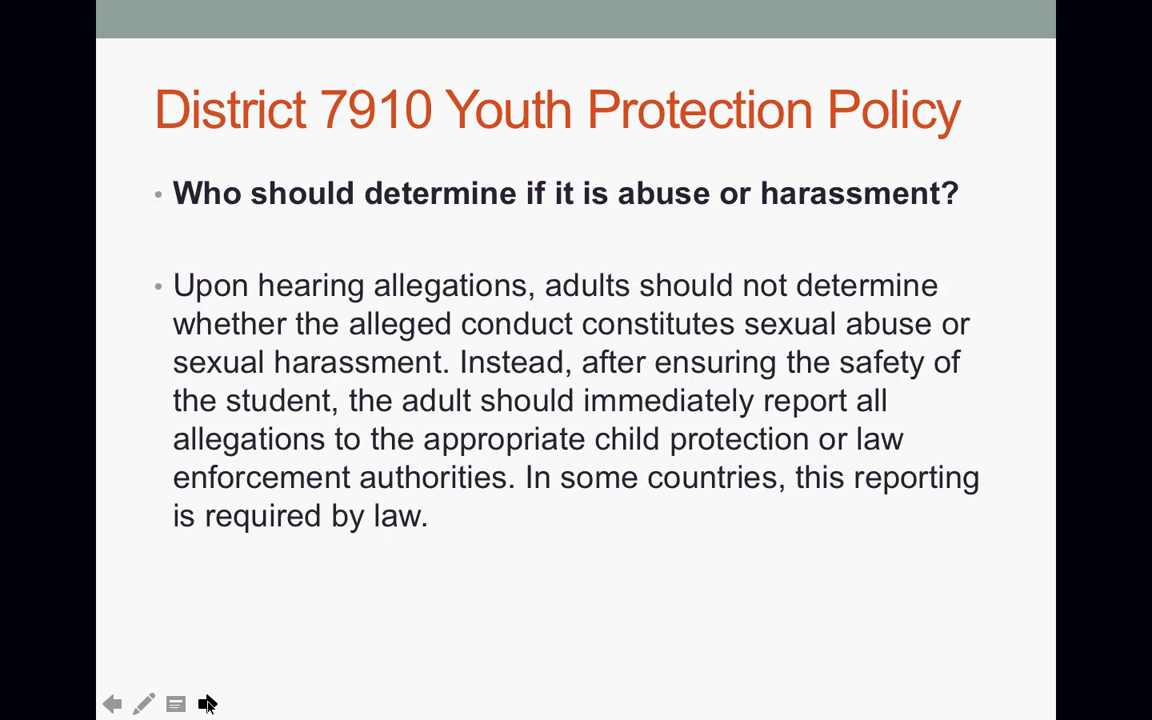 District 7910 Youth Protection Policy
• Who should determine if it is abuse or harassment?
• Upon hearing allegations, adults should not determine
whether the alleged conduct constitutes sexual abuse or
sexual harassment. Instead, after ensuring the safety of
the student, the adult should immediately report all
allegations to the appropriate child protection or law
enforcement authorities. In some countries, this reporting
is required by law.